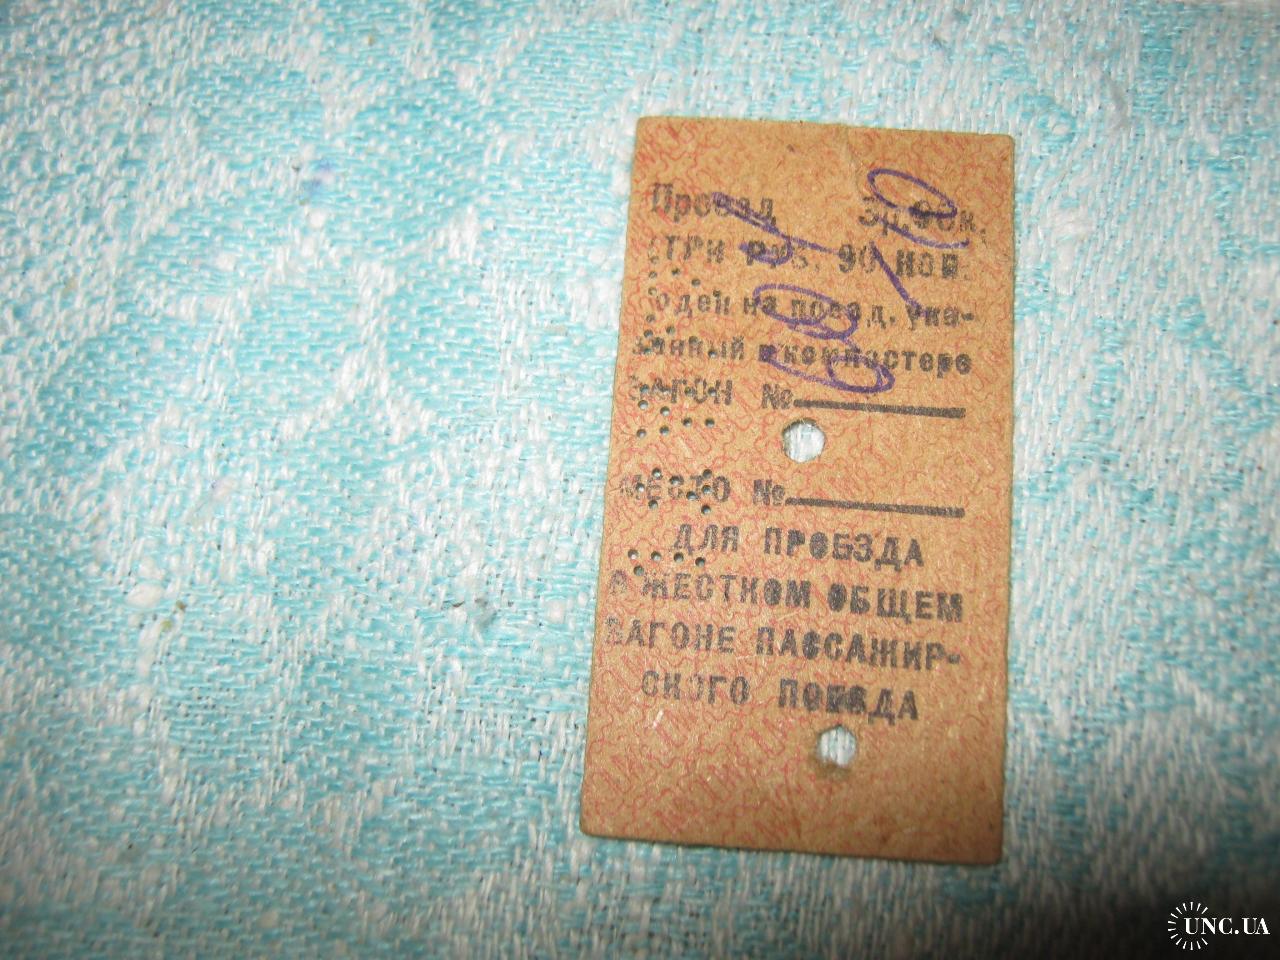 Проезд 3р.90к.
(ТРИ РУБ. 90 КОП.
Годен на поезд, ука-
занный в компостере
ВАГОН №
МЕСТО №
ДЛЯ ПРОЕЗДА
В ЖЕСТКОМ ОБЩЕМ
ВАГОНЕ ПАССАЖИР-
СКОГО ПОЕЗДА
UNC.UA